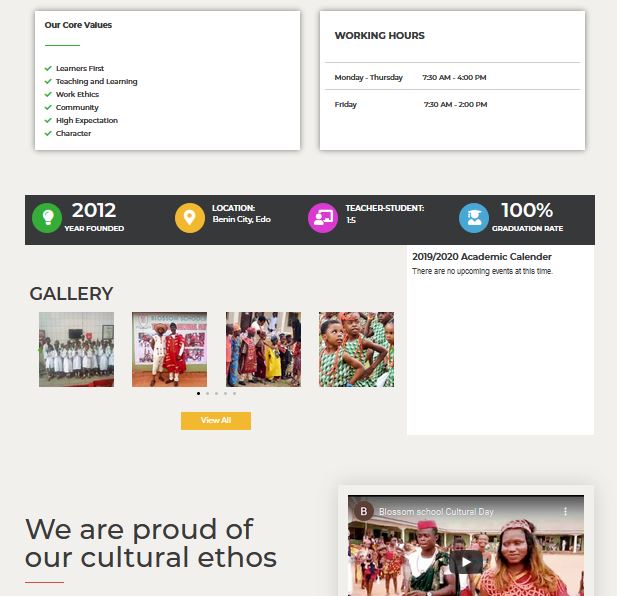 Our Core Values
Learners First
Teaching and Learning
Work Ethics
Community
High Expectation
Character
WORKING HOURS
Monday - Thursday 7:30 AM - 4:00 PM
Friday 7:30 AM - 2:00 PM
2012
YEAR FOUNDED
LOCATION:
Benin City, Edo
TEACHER-STUDENT:
1:5
100%
GRADUATION RATE
2019/2020 Academic Calender
There are no upcoming events at this time.
GALLERY
BLOSSOM SCHOOL
View All
We are proud of
our cultural ethos
B Blossom school Cultural Day